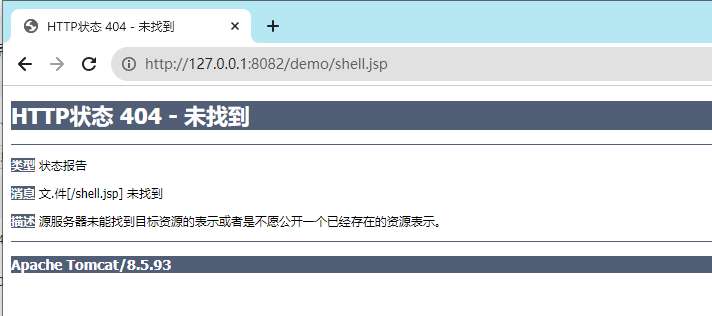 HTTP状态 404 - 未找到
http://127.0.0.1:8082/demo/shell.jsp
HTTP状态 404 - 未找到
类型 状态报告
消息 文.件[/shell.jsp] 未找到
描述 源服务器未能找到目标资源的表示或者是不愿公开一个已经存在的资源表示。
Apache Tomcat/8.5.93